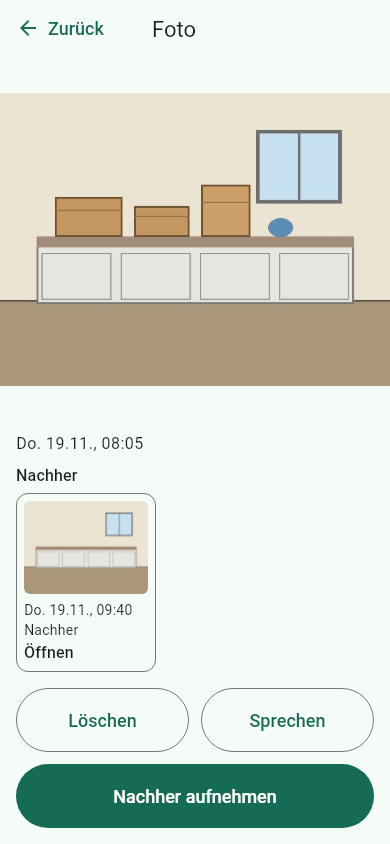 Zurück
Foto
Do. 19.11., 08:05
Nachher
Do. 19.11., 09:40
Nachher
Öffnen
Löschen
Sprechen
Nachher aufnehmen